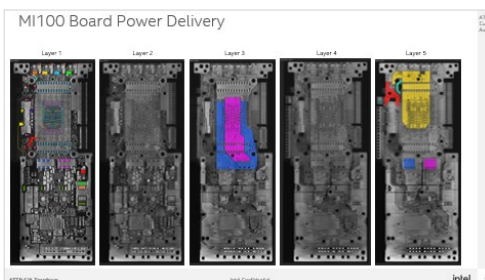 MI100 Board Power Delivery
Layer 1
Layer 2
Layer 3
Layer 4
Layer 5
intel